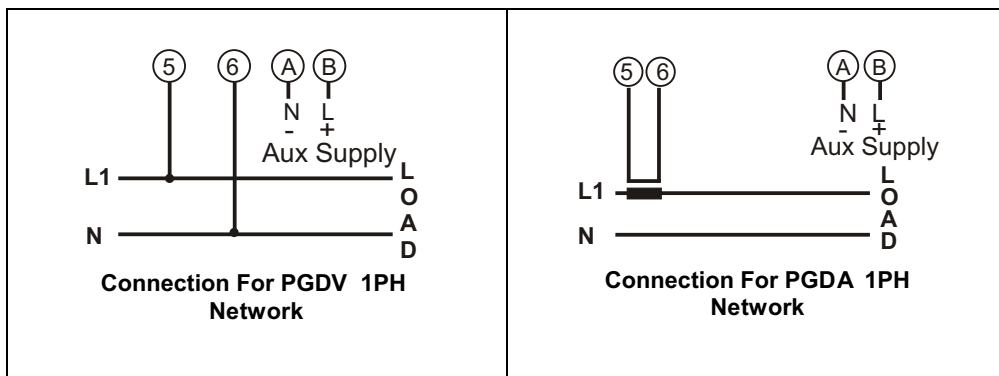 5 6 A B
N L
- +
Aux Supply
L1
N
L
O
A
D
Connection For PGDV 1PH
Network
5 6 A B
N L
- +
Aux Supply
L1
N
L
O
A
D
Connection For PGDA 1PH
Network